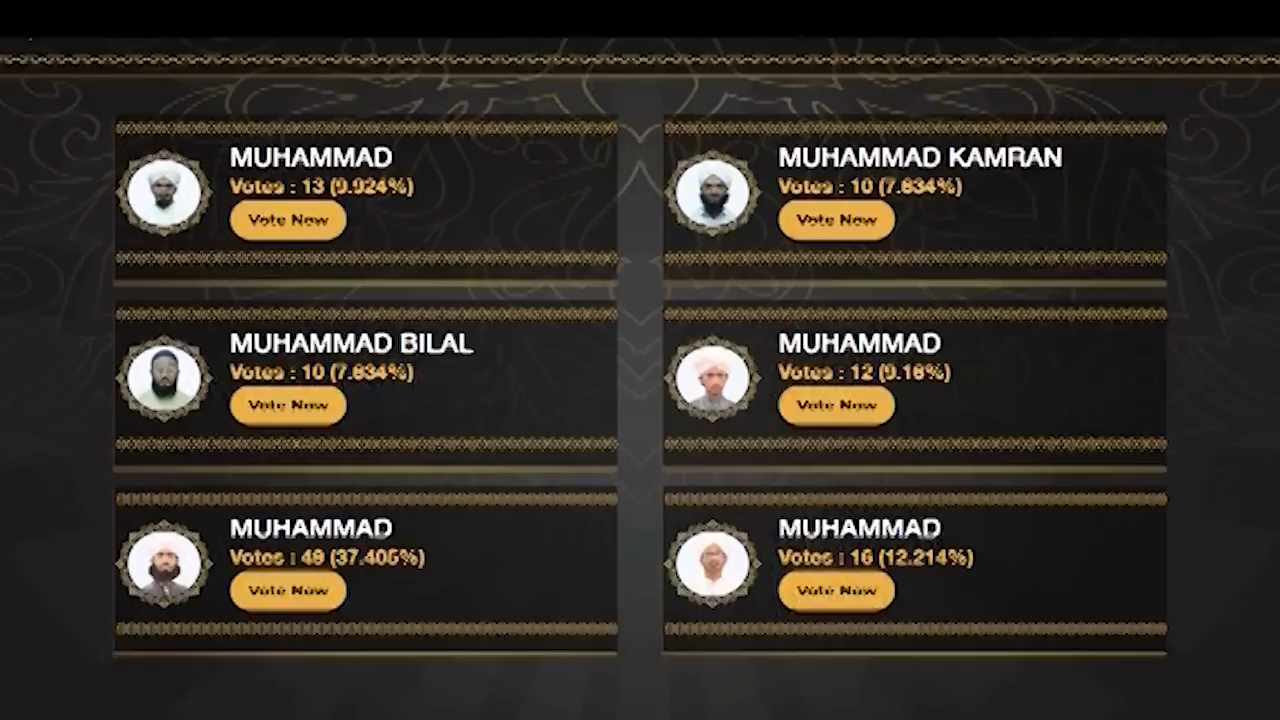 MUHAMMAD
Votes : 13 (9.924%)
Vote Now
MUHAMMAD KAMRAN
Votes : 10 (7.634%)
Vote Now
MUHAMMAD BILAL
Votes : 10 (7.634%)
Vote Now
MUHAMMAD
Votes : 12 (9.16%)
Vote Now
MUHAMMAD
Votes : 49 (37.405%)
Vote Now
MUHAMMAD
Votes : 16 (12.214%)
Vote Now